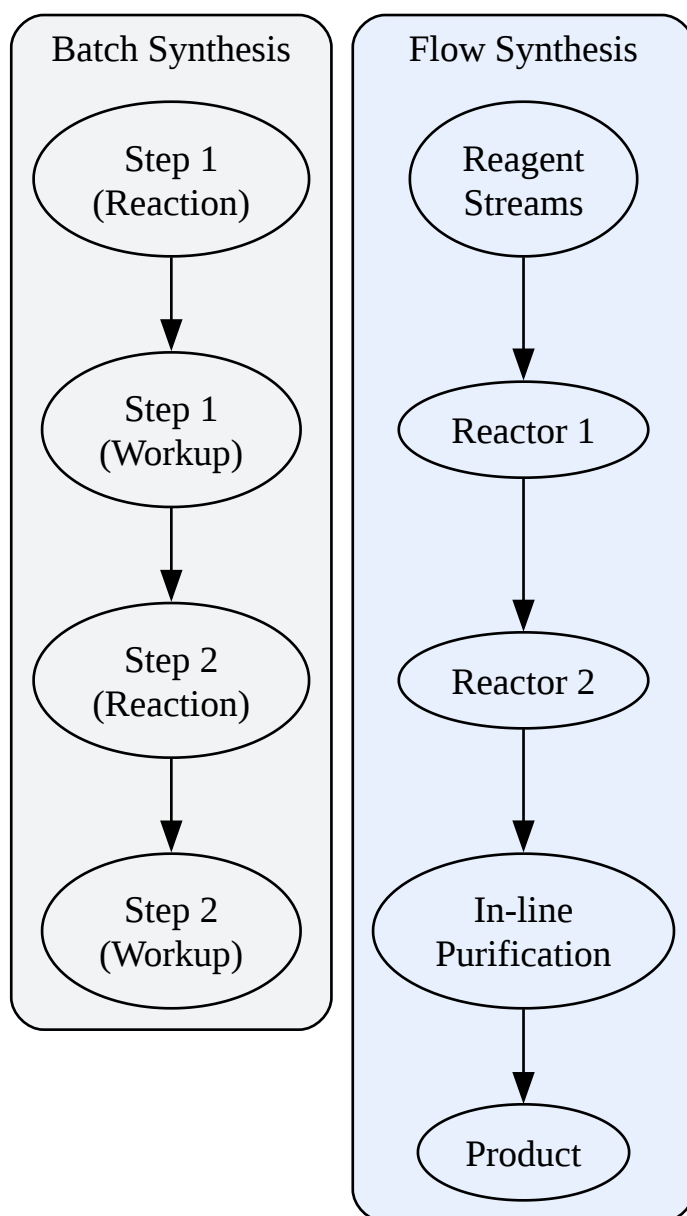 Batch Synthesis
Step 1
(Reaction)
Step 1
(Workup)
Step 2
(Reaction)
Step 2
(Workup)
Flow Synthesis
Reagent
Streams
Reactor 1
Reactor 2
In-line
Purification
Product